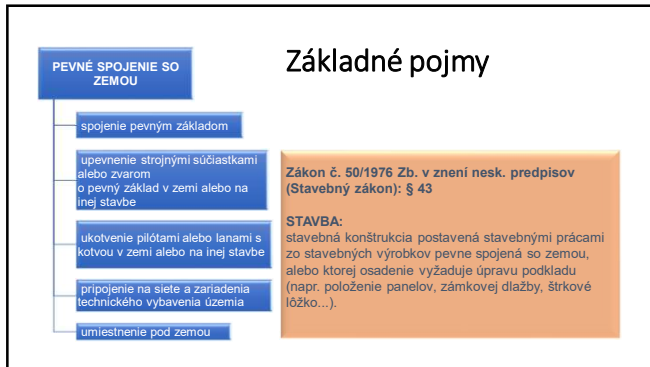 Základné pojmy
PEVNÉ SPOJENIE SO
ZEMOU
spojenie pevným základom
upevnenie strojnými súčiastkami
alebo zvarom
o pevný základ v zemi alebo na
inej stavbe
ukotvenie pilótami alebo lanami s
kotvou v zemi alebo na inej stavbe
pripojenie na siete a zariadenia
technického vybavenia územia
umiestnenie pod zemou
Zákon č. 50/1976 Zb. v znení nesk. predpisov
(Stavebný zákon): § 43
STAVBA:
stavebná konštrukcia postavená stavebnými prácami
zo stavebných výrobkov pevne spojená so zemou,
alebo ktorej osadenie vyžaduje úpravu podkladu
(napr. položenie panelov, zámkovej dlažby, štrkové
lôžko...).